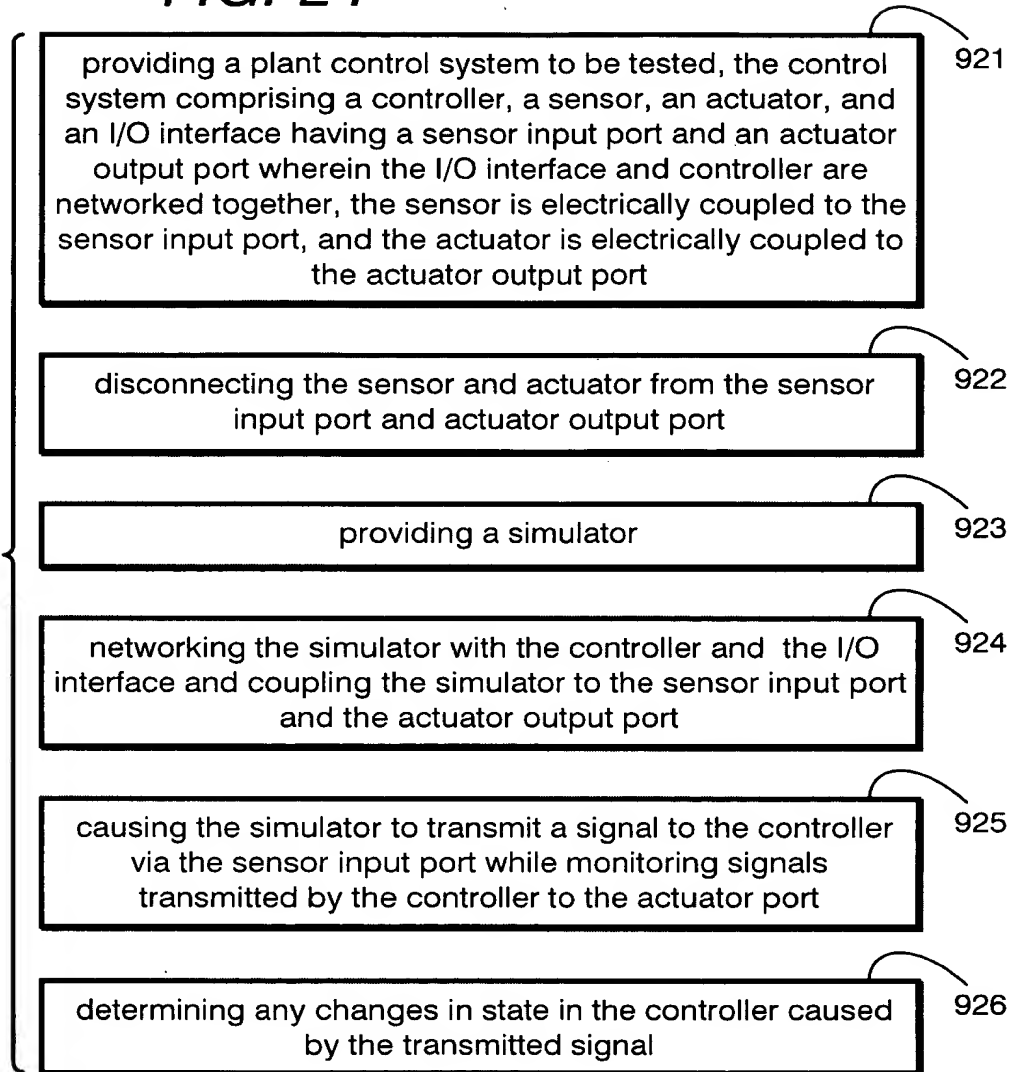 921
providing a plant control system to be tested, the control
system comprising a controller, a sensor, an actuator, and
an I/O interface having a sensor input port and an actuator
output port wherein the I/O interface and controller are
networked together, the sensor is electrically coupled to the
sensor input port, and the actuator is electrically coupled to
the actuator output port
922
disconnecting the sensor and actuator from the sensor
input port and actuator output port
923
providing a simulator
924
networking the simulator with the controller and the I/O
interface and coupling the simulator to the sensor input port
and the actuator output port
925
causing the simulator to transmit a signal to the controller
via the sensor input port while monitoring signals
transmitted by the controller to the actuator port
926
determining any changes in state in the controller caused
by the transmitted signal